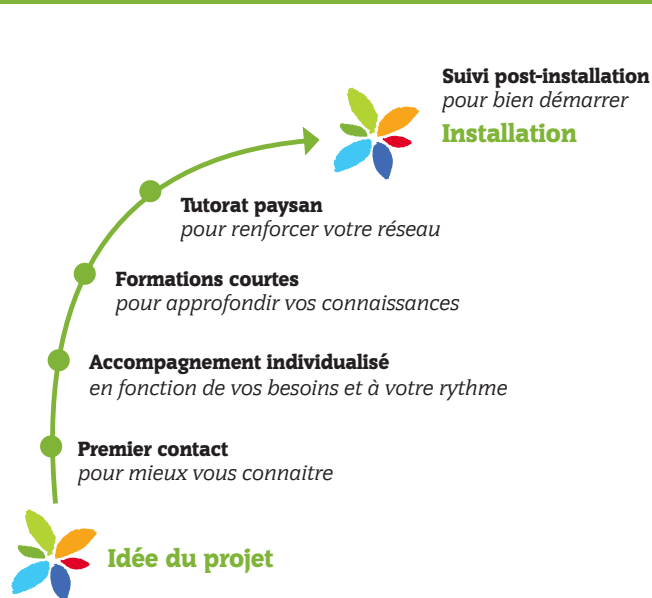 Suivi post-installation
pour bien démarrer
Installation
Tutorat paysan
pour renforcer votre réseau
Formations courtes
pour approfondir vos connaissances
Accompagnement individualisé
en fonction de vos besoins et à votre rythme
Premier contact
pour mieux vous connaitre
Idée du projet